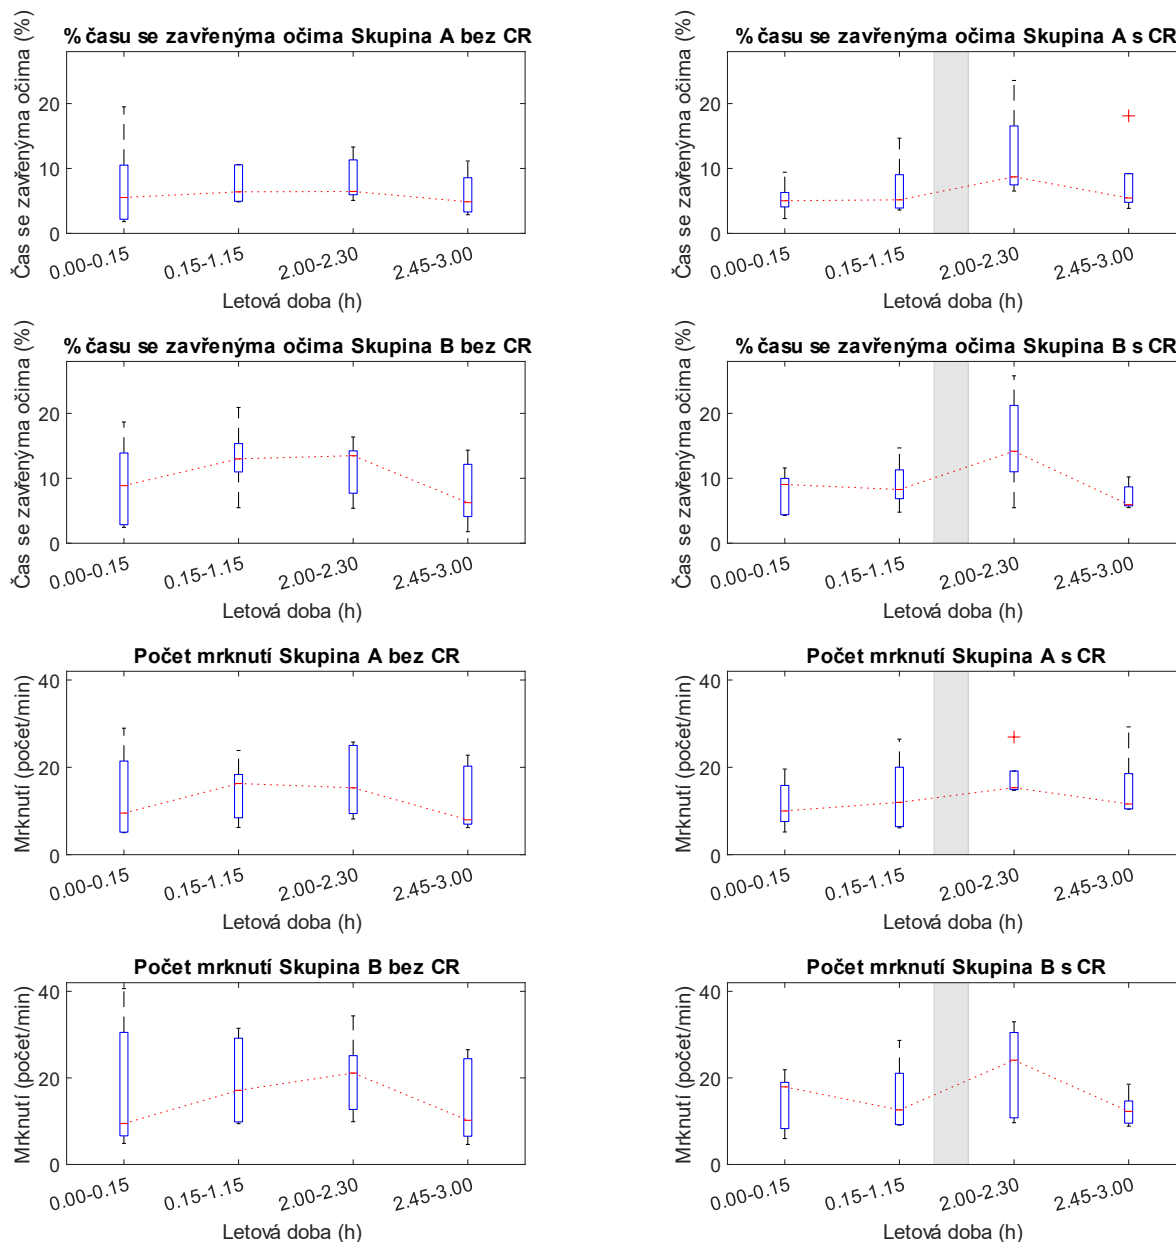 % času se zavřenýma očima Skupina A bez CR
Čas se zavřenýma očima (%)
20
10
0
0.00-0.15
0.15-1.15
2.00-2.30
2.45-3.00
Letová doba (h)
% času se zavřenýma očima Skupina A s CR
Čas se zavřenýma očima (%)
20
10
0
0.00-0.15
0.15-1.15
2.00-2.30
2.45-3.00
Letová doba (h)
% času se zavřenýma očima Skupina B bez CR
Čas se zavřenýma očima (%)
20
10
0
0.00-0.15
0.15-1.15
2.00-2.30
2.45-3.00
Letová doba (h)
% času se zavřenýma očima Skupina B s CR
Čas se zavřenýma očima (%)
20
10
0
0.00-0.15
0.15-1.15
2.00-2.30
2.45-3.00
Letová doba (h)
Počet mrknutí Skupina A bez CR
Mrknutí (počet/min)
40
20
0
0.00-0.15
0.15-1.15
2.00-2.30
2.45-3.00
Letová doba (h)
Počet mrknutí Skupina A s CR
Mrknutí (počet/min)
40
20
0
0.00-0.15
0.15-1.15
2.00-2.30
2.45-3.00
Letová doba (h)
Počet mrknutí Skupina B bez CR
Mrknutí (počet/min)
40
20
0
0.00-0.15
0.15-1.15
2.00-2.30
2.45-3.00
Letová doba (h)
Počet mrknutí Skupina B s CR
Mrknutí (počet/min)
40
20
0
0.00-0.15
0.15-1.15
2.00-2.30
2.45-3.00
Letová doba (h)